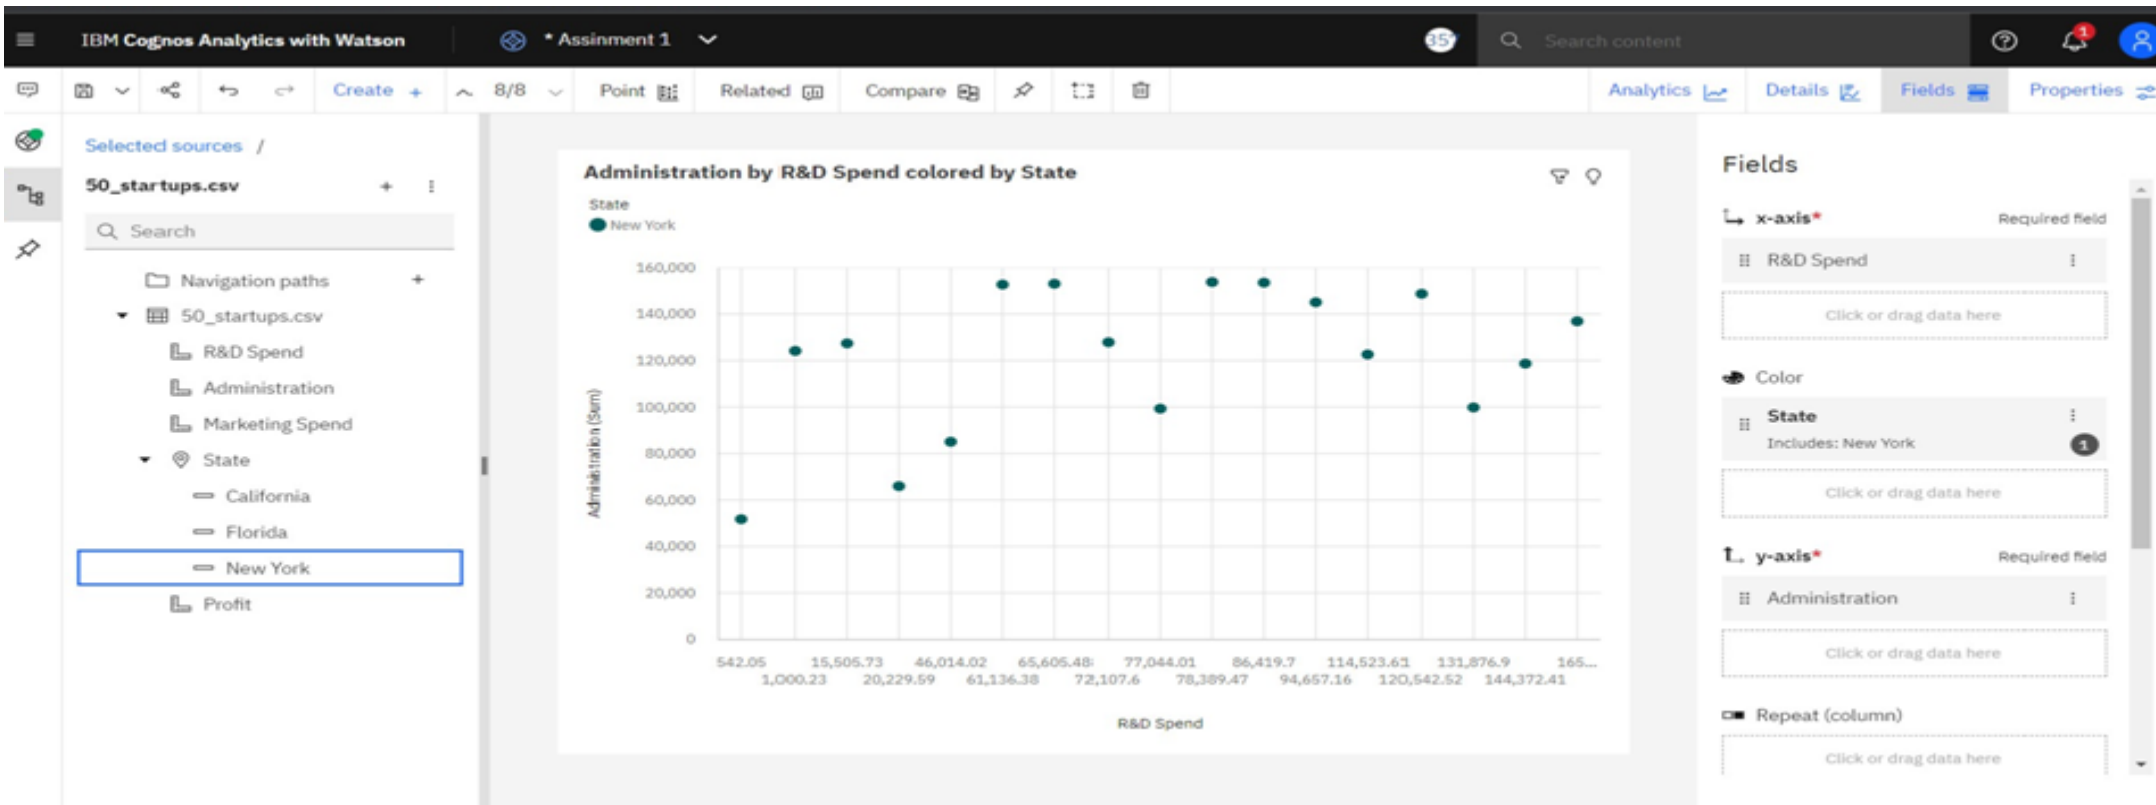 IBM Cognos Analytics with Watson
* Assinment 1
35
Search content
1
Create +
8/8
Point
Related
Compare
Analytics
Details
Fields
Properties
Selected sources /
50_startups.csv
Search
Navigation paths
50_startups.csv
R&D Spend
Administration
Marketing Spend
State
California
Florida
New York
Profit
Administration by R&D Spend colored by State
State
New York
Administration (Sum)
160,000
140,000
120,000
100,000
80,000
60,000
40,000
20,000
0
542.05 15,505.73 46,014.02 65,605.48 77,044.01 86,419.7 114,523.61 131,876.9 165...
1,000.23 20,229.59 61,136.38 72,107.6 78,389.47 94,657.16 120,542.52 144,372.41
R&D Spend
Fields
x-axis* Required field
R&D Spend
Click or drag data here
Color
State
Includes: New York
1
Click or drag data here
y-axis* Required field
Administration
Click or drag data here
Repeat (column)
Click or drag data here